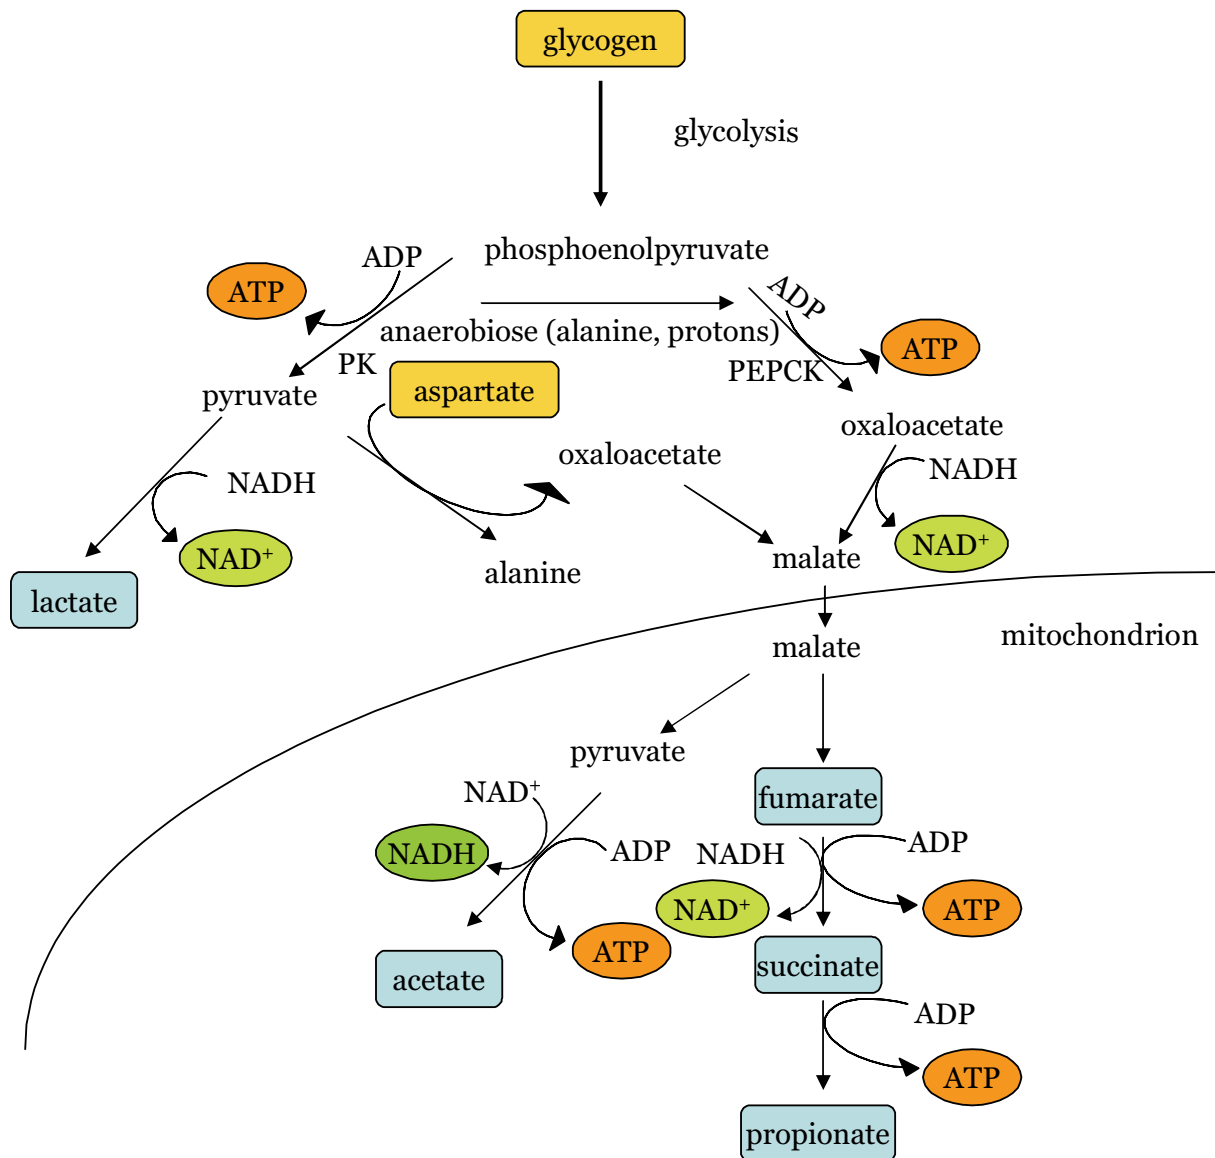 glycogen
glycolysis
phosphoenolpyruvate
ADP
ATP
ADP
ATP
anaerobiose (alanine, protons)
PK
PEPCK
pyruvate
aspartate
oxaloacetate
oxaloacetate
NADH
NADH
NAD⁺
NAD⁺
malate
alanine
lactate
mitochondrion
malate
pyruvate
fumarate
NAD⁺
NADH
ADP
NADH
ADP
NAD⁺
ATP
ATP
succinate
acetate
ADP
ATP
propionate